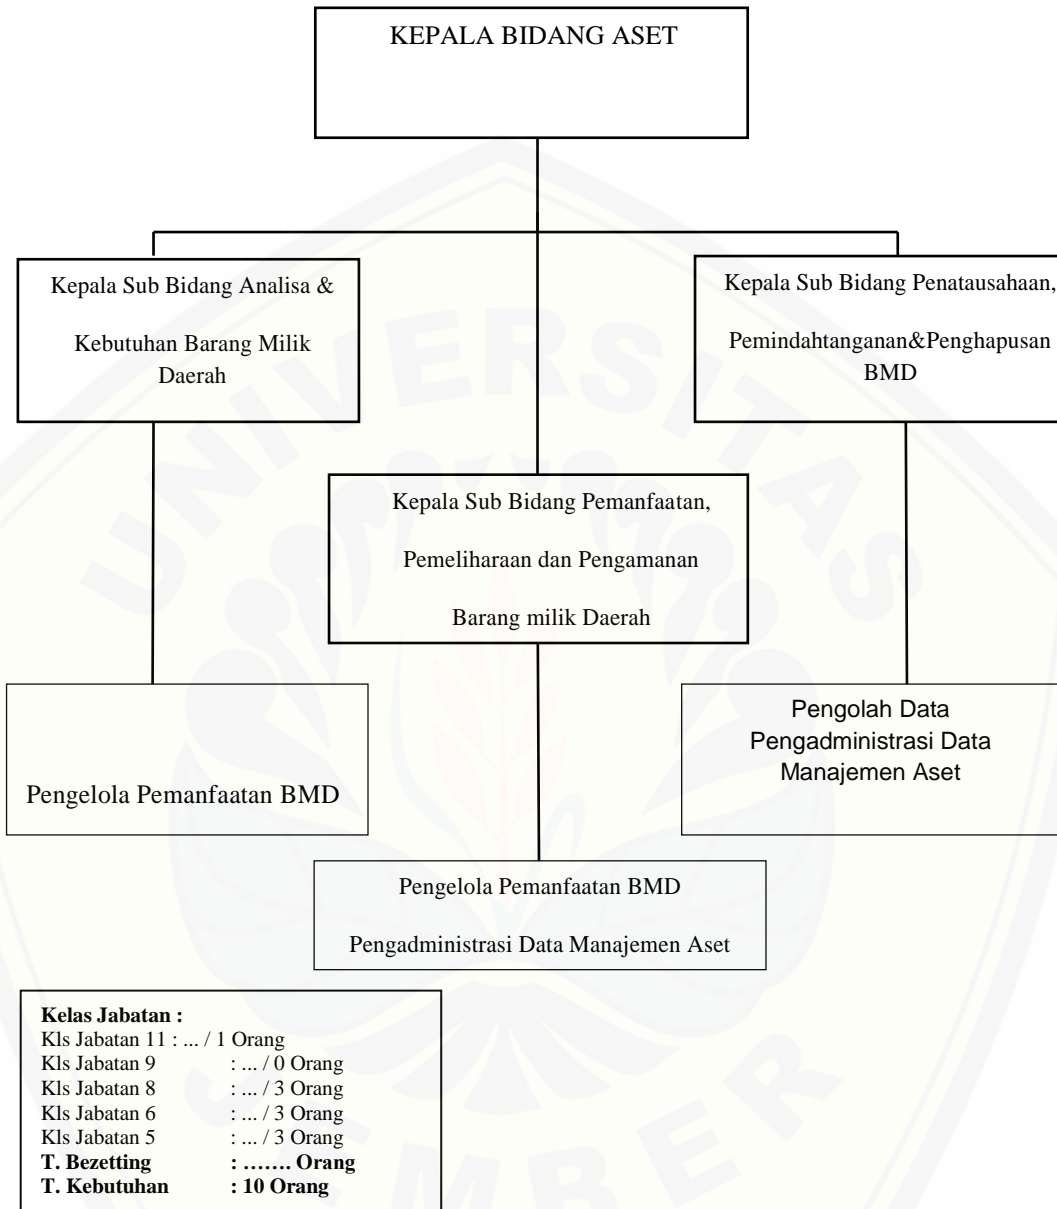 KEPALA BIDANG ASET
Kepala Sub Bidang Analisa &
Kebutuhan Barang Milik
Daerah
Kepala Sub Bidang Penatausahaan,
Pemindahtanganan&Penghapusan
BMD
Kepala Sub Bidang Pemanfaatan,
Pemeliharaan dan Pengamanan
Barang milik Daerah
Pengelola Pemanfaatan BMD
Pengolah Data
Pengadministrasi Data
Manajemen Aset
Pengelola Pemanfaatan BMD
Pengadministrasi Data Manajemen Aset
Kelas Jabatan :
Kls Jabatan 11 : ... / 1 Orang
Kls Jabatan 9 : ... / 0 Orang
Kls Jabatan 8 : ... / 3 Orang
Kls Jabatan 6 : ... / 3 Orang
Kls Jabatan 5 : ... / 3 Orang
T. Bezetting : ....... Orang
T. Kebutuhan : 10 Orang
UNIVERSITAS
EMBER